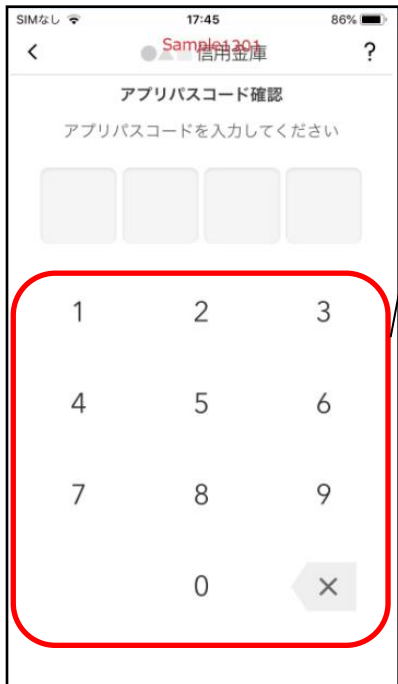 SIMなし 17:45 86%
< ●▲■信用金庫 ?
Sample1301
アプリパスコード確認
アプリパスコードを入力してください
1 2 3
4 5 6
7 8 9
0 ×